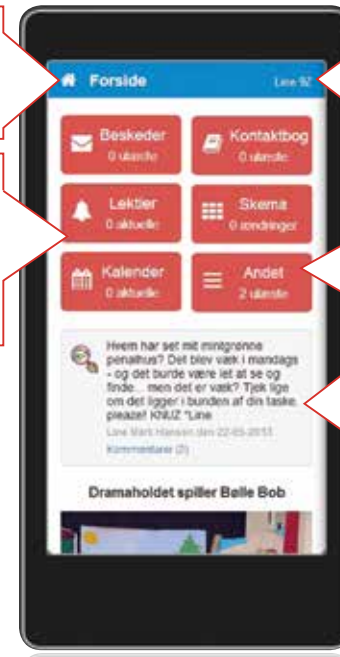 Forside
Line 9Z
Beskeder
0 ulæste
Kontaktbog
0 ulæste
Lektier
0 aktuelle
Skema
0 ændringer
Kalender
0 aktuelle
Andet
2 ulæste
Hvem har set
mit mintgrønne
penalhus? Det
blev væk i mandags
- og det burde
være let at se og
finde... men det er væk? Tjek lige
om det ligger i bunden af din taske,
pleaze! KNUZ *Line
Line Mark Hansen den 22-05-2013
Kommentarer (2)
Dramaholdet spiller Bølle Bob